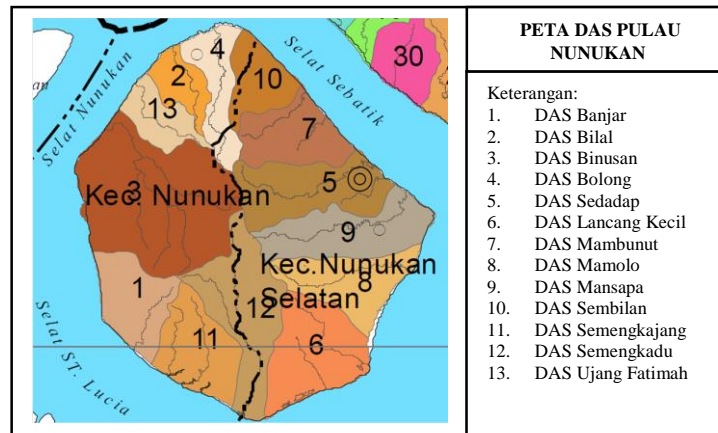 Selat Nunukan
Selat Sebatik
Selat ST. Lucia
4
2
10
30
13
7
5
Kec. Nunukan
3
9
Kec.Nunukan
8
Selatan
1
12
11
6
PETA DAS PULAU
NUNUKAN
Keterangan:
1. DAS Banjar
2. DAS Bilal
3. DAS Binusan
4. DAS Bolong
5. DAS Sedadap
6. DAS Lancang Kecil
7. DAS Mambunut
8. DAS Mamolo
9. DAS Mansapa
10. DAS Sembilan
11. DAS Semengkajang
12. DAS Semengkadu
13. DAS Ujang Fatimah